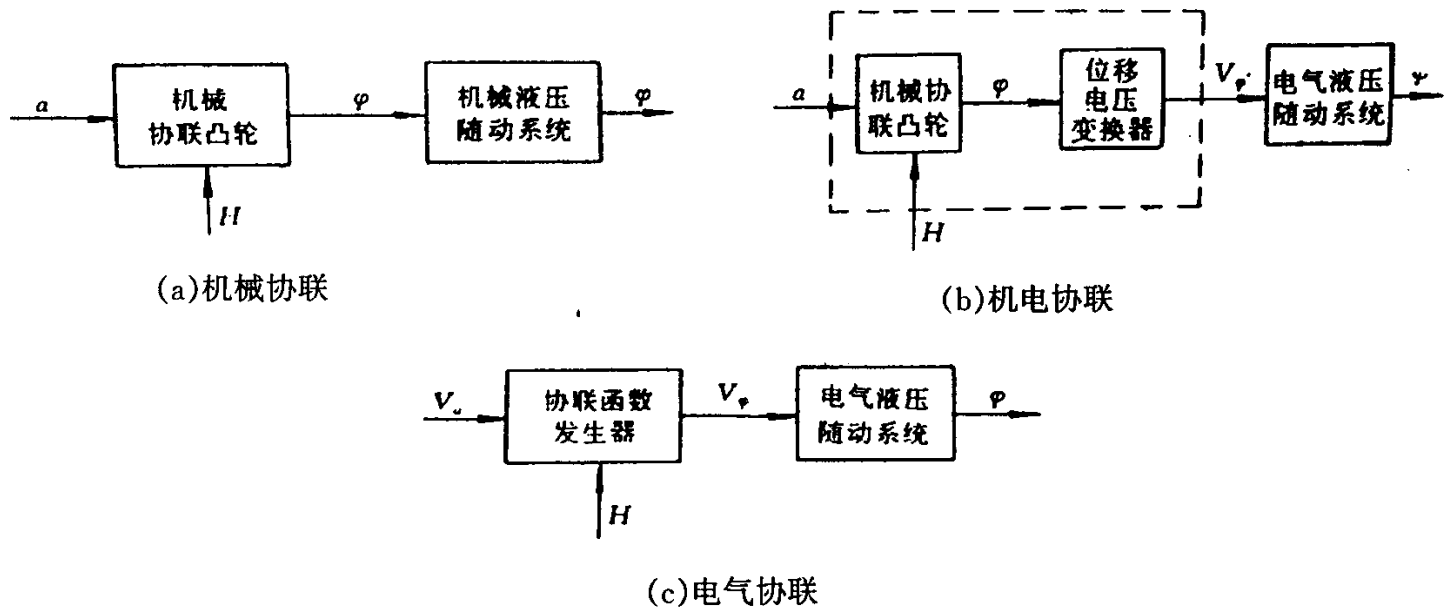 a
机械
协联凸轮
φ
机械液压
随动系统
φ
H
(a)机械协联
a
机械协
联凸轮
φ
位移
电压
变换器
Vφ
电气液压
随动系统
H
(b)机电协联
Va
协联函数
发生器
Vφ
电气液压
随动系统
φ
H
(c)电气协联